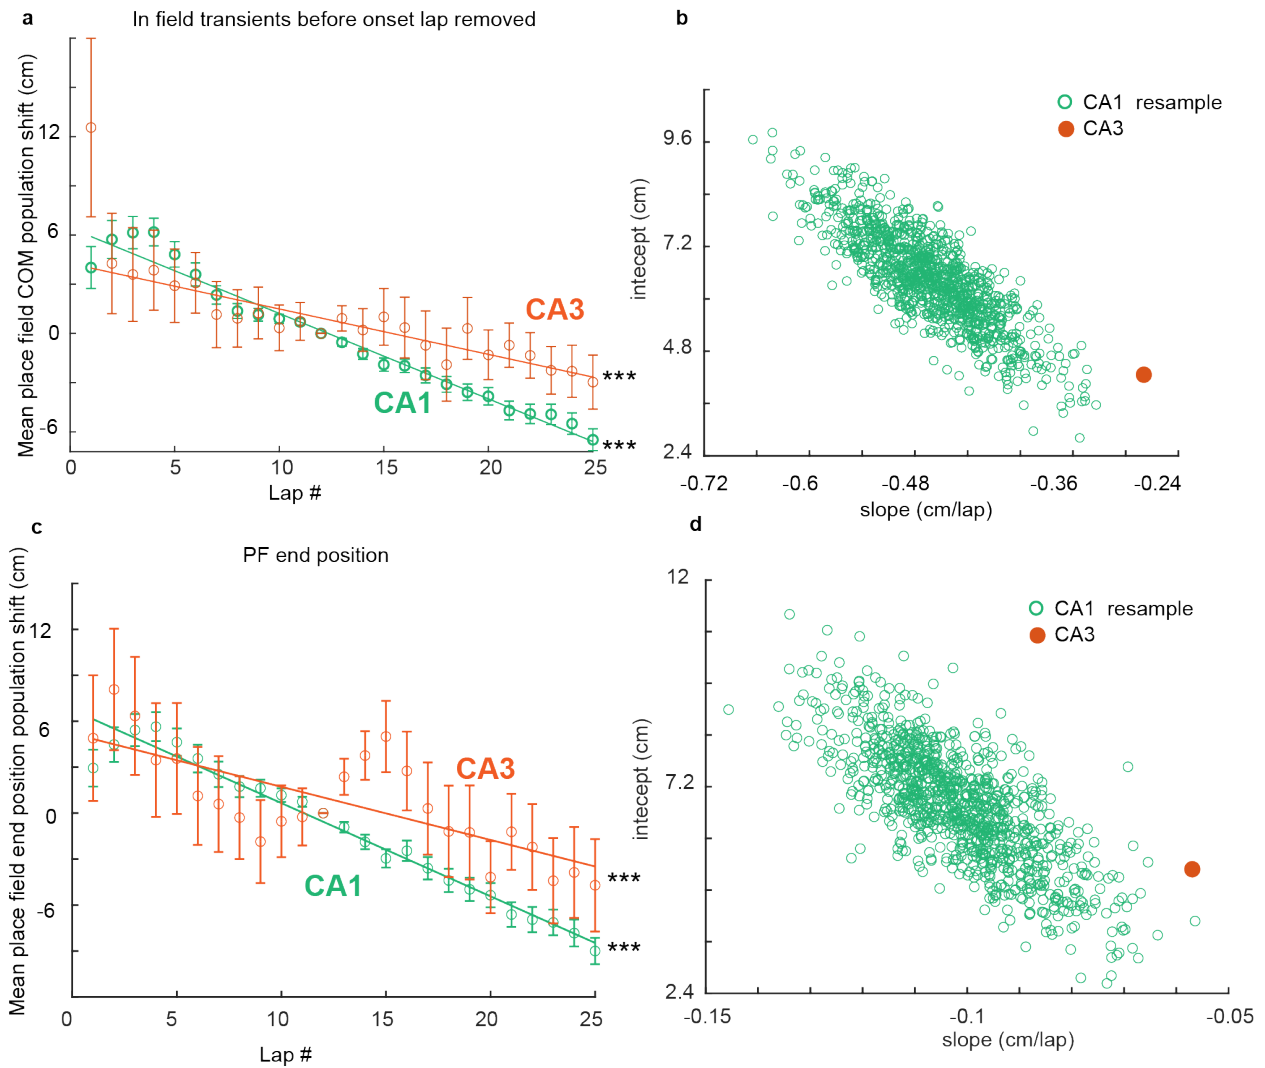 a
In field transients before onset lap removed
Mean place field COM population shift (cm)
12
6
0
-6
CA3
CA1
***
***
0 5 10 15 20 25
Lap #
b
CA1 resample
CA3
intecept (cm)
9.6
7.2
4.8
2.4
-0.72 -0.6 -0.48 -0.36 -0.24
slope (cm/lap)
c
PF end position
Mean place field end position population shift (cm)
12
6
0
-6
CA3
CA1
***
***
0 5 10 15 20 25
Lap #
d
CA1 resample
CA3
intecept (cm)
12
7.2
2.4
-0.15 -0.1 -0.05
slope (cm/lap)